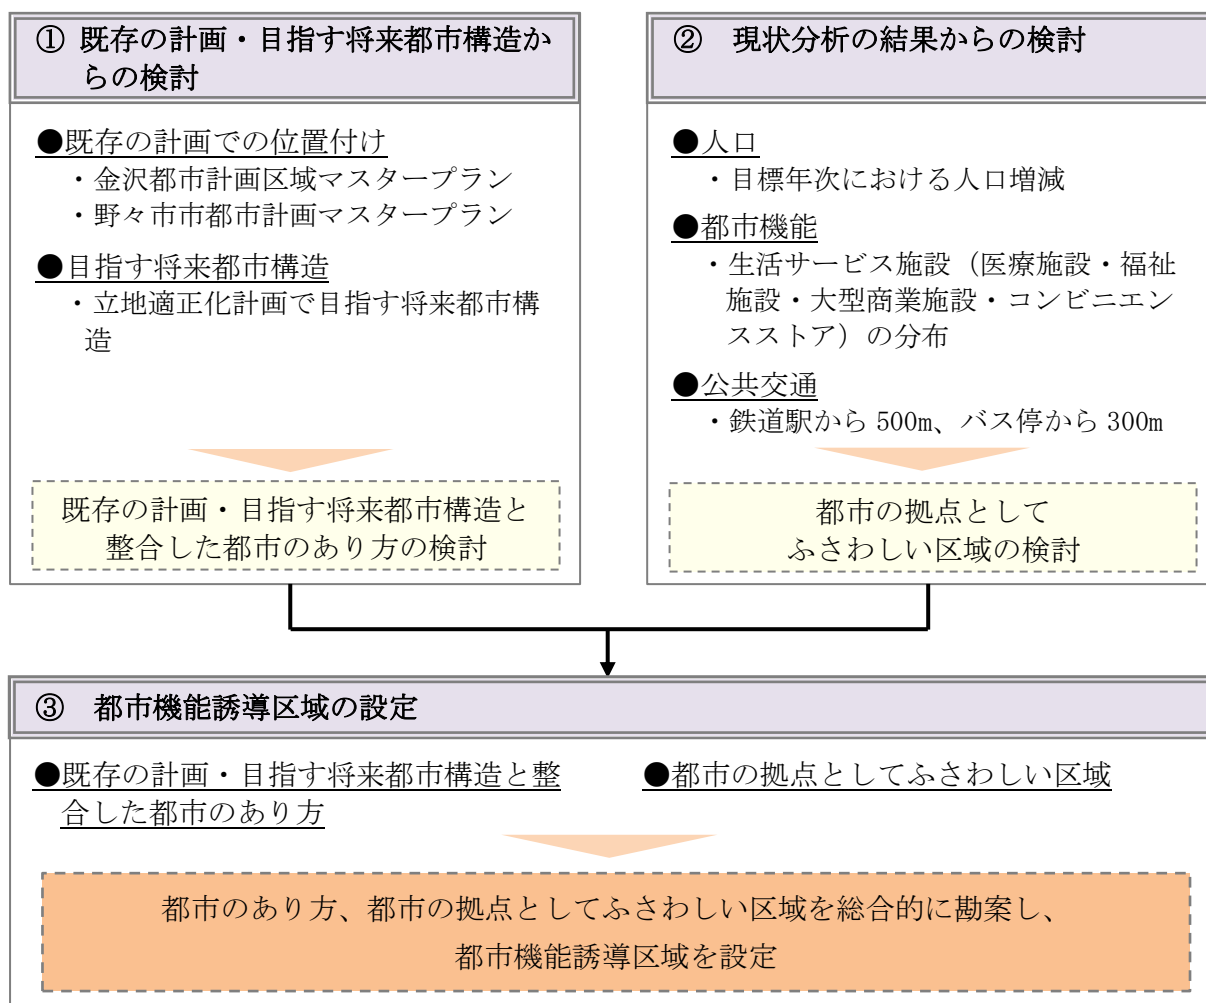 ① 既存の計画・目指す将来都市構造か
らの検討
●既存の計画での位置付け
・金沢都市計画区域マスタープラン
・野々市市都市計画マスタープラン
●目指す将来都市構造
・立地適正化計画で目指す将来都市構
造
既存の計画・目指す将来都市構造と
整合した都市のあり方の検討
② 現状分析の結果からの検討
●人口
・目標年次における人口増減
●都市機能
・生活サービス施設（医療施設・福祉
施設・大型商業施設・コンビニエン
スストア）の分布
●公共交通
・鉄道駅から 500m、バス停から 300m
都市の拠点として
ふさわしい区域の検討
③ 都市機能誘導区域の設定
●既存の計画・目指す将来都市構造と整
合した都市のあり方
●都市の拠点としてふさわしい区域
都市のあり方、都市の拠点としてふさわしい区域を総合的に勘案し、
都市機能誘導区域を設定